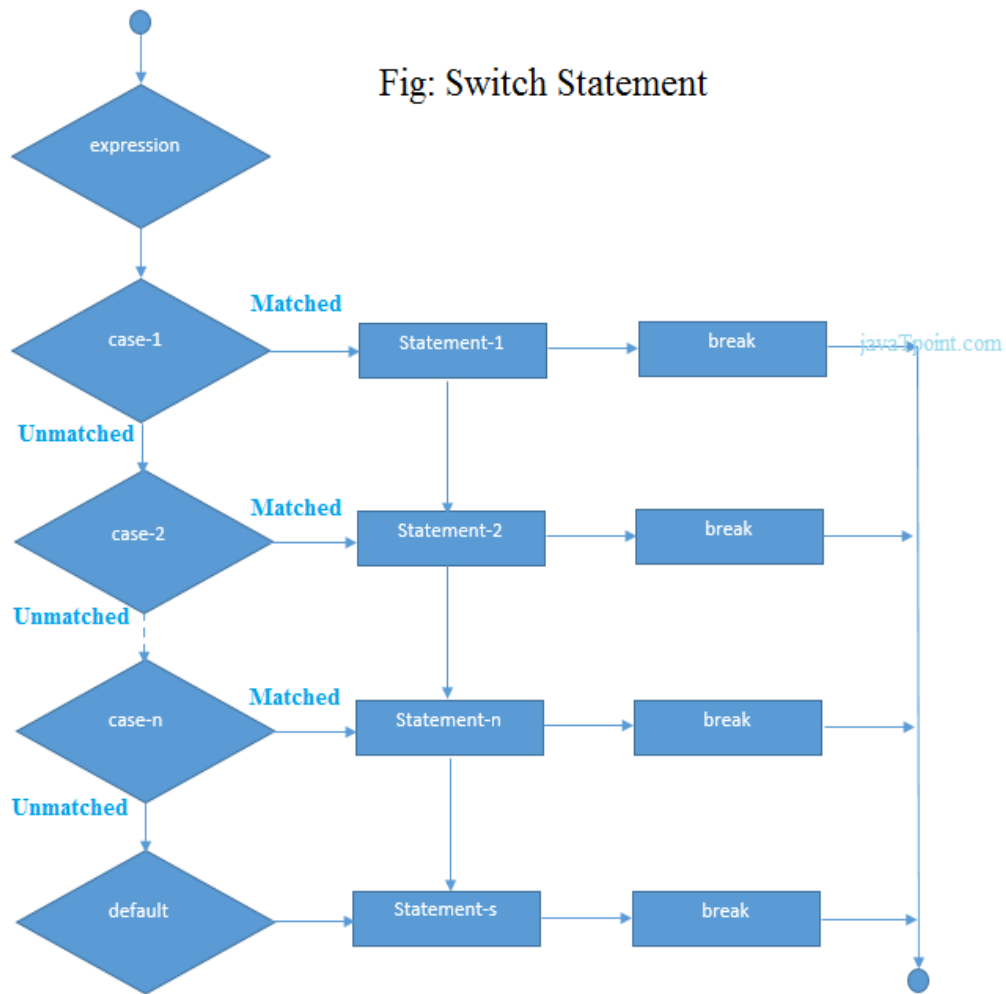 Fig: Switch Statement
expression
Matched
case-1
Statement-1
break
javaTpoint.com
Unmatched
Matched
case-2
Statement-2
break
Unmatched
Matched
case-n
Statement-n
break
Unmatched
default
Statement-s
break